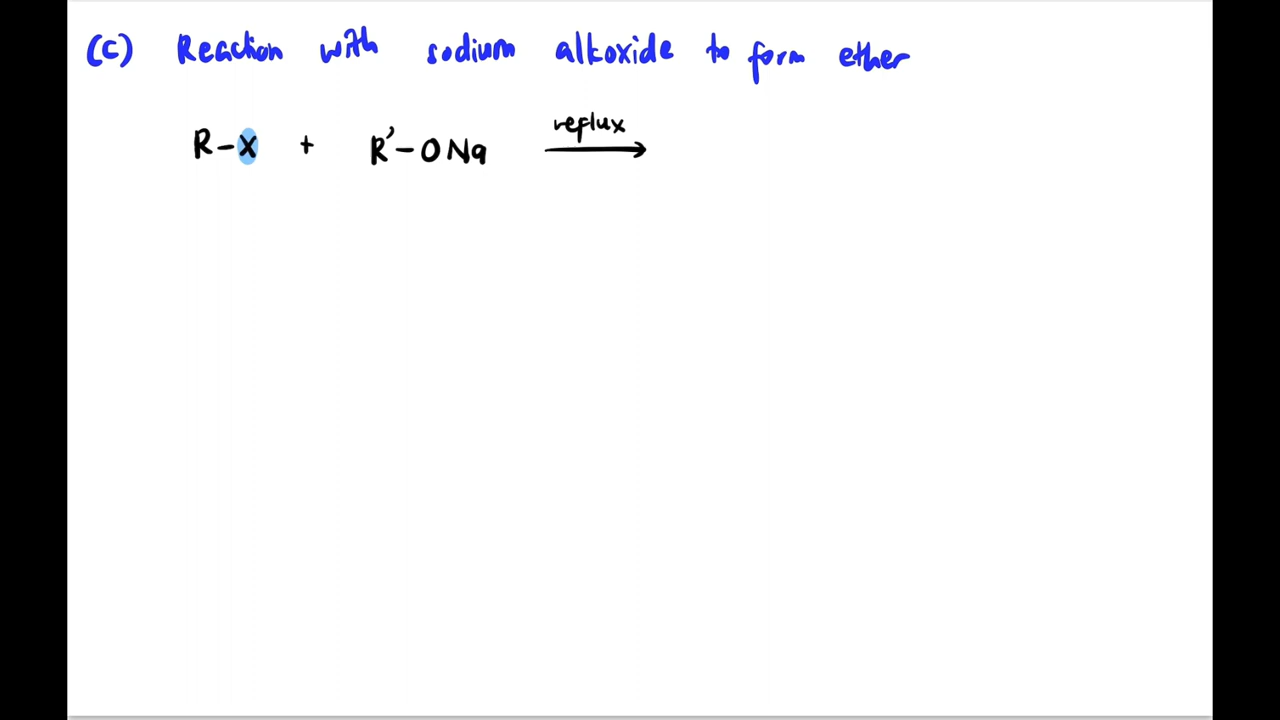 (c) Reaction with sodium alkoxide to form ether
reflux
R-X + R'-ONa ⟶